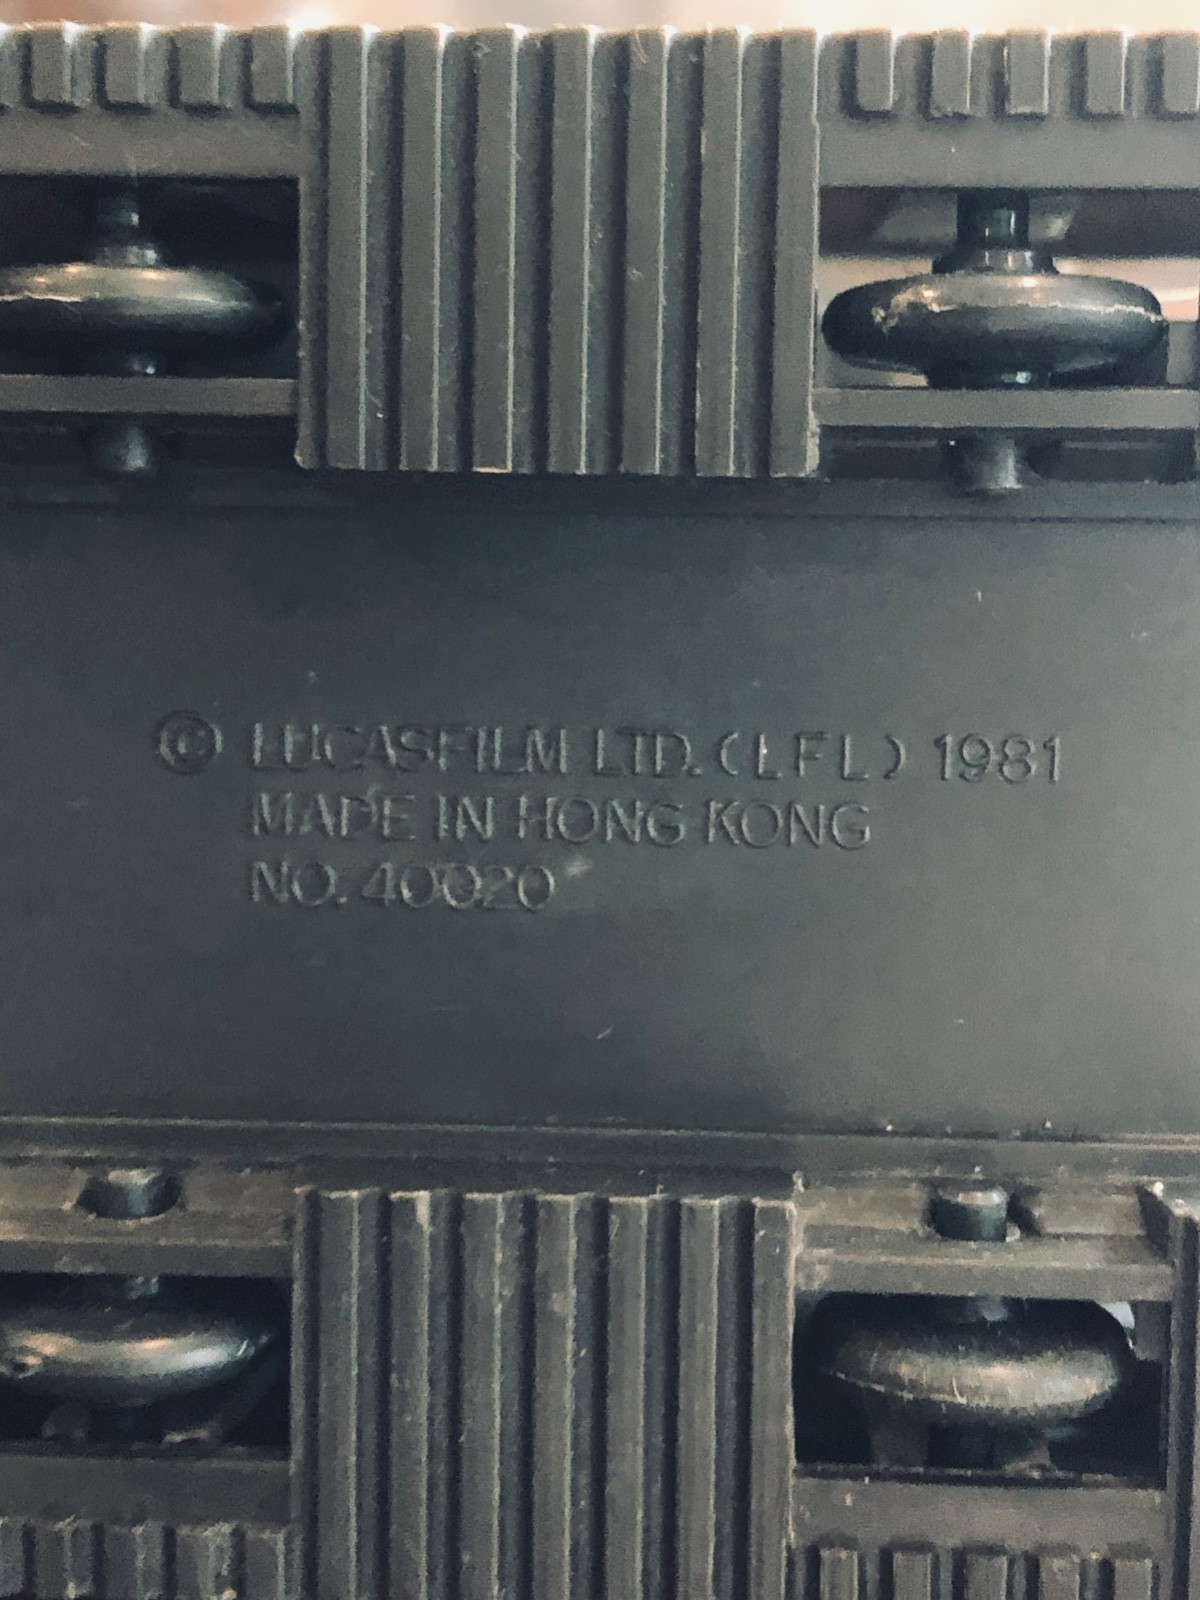 © LUCASFILM LTD. (LFL) 1981
MADE IN HONG KONG
NO. 40020